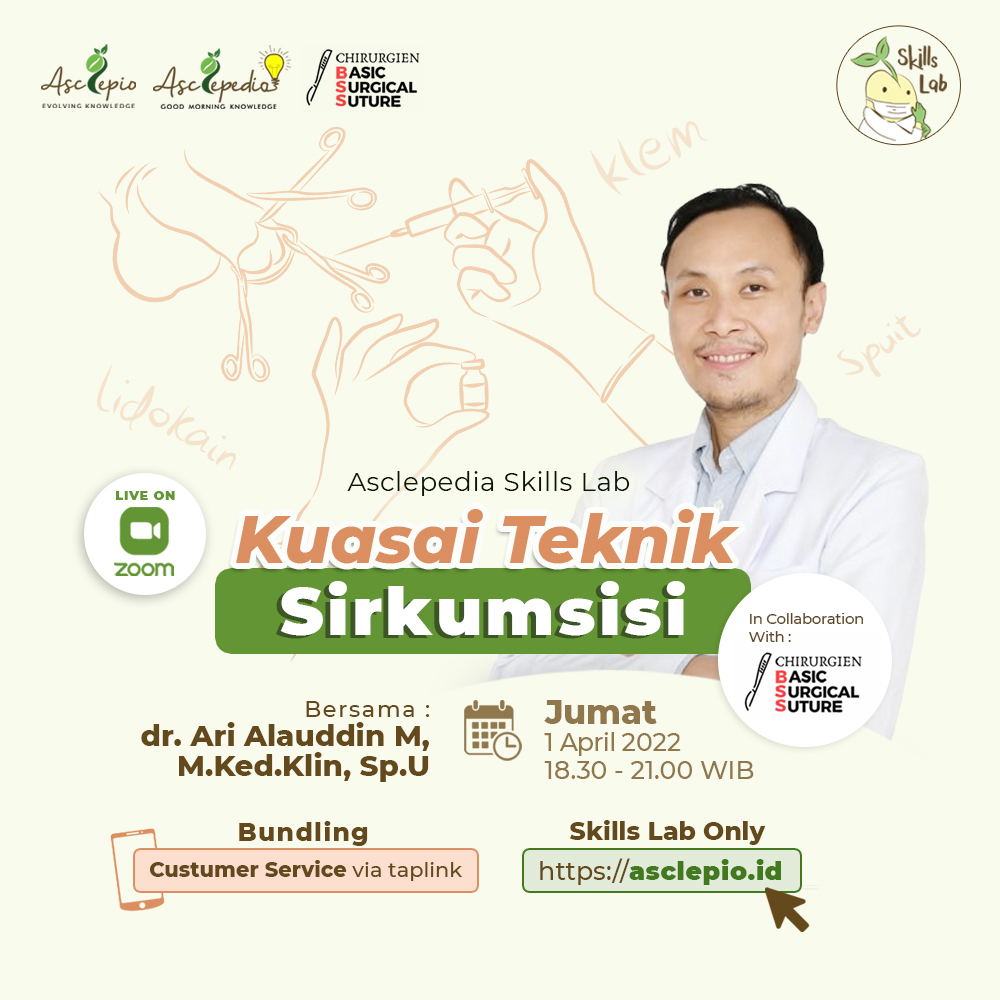 Asclepio
EVOLVING KNOWLEDGE
Asclepedia
GOOD MORNING KNOWLEDGE
CHIRURGIEN
BASIC
SURGICAL
SUTURE
Skills
Lab
klem
Spuit
Lidokain
LIVE ON
zoom
Asclepedia Skills Lab
Kuasai Teknik
Sirkumsisi
In Collaboration
With :
CHIRURGIEN
BASIC
SURGICAL
SUTURE
Bersama :
dr. Ari Alauddin M,
M.Ked.Klin, Sp.U
Jumat
1 April 2022
18.30 - 21.00 WIB
Bundling
Custumer Service via taplink
Skills Lab Only
https://asclepio.id